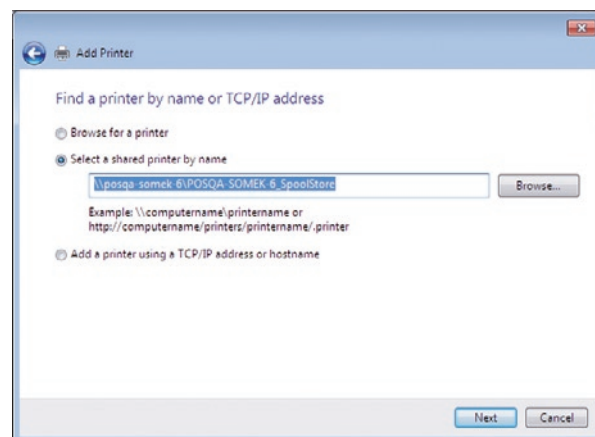 Add Printer
Find a printer by name or TCP/IP address
Browse for a printer
Select a shared printer by name
\\posqa-somek-6\POSQA-SOMEK-6_SpoolStore
Browse...
Example: \\computername\printername or
http://computername/printers/printername/.printer
Add a printer using a TCP/IP address or hostname
Next
Cancel